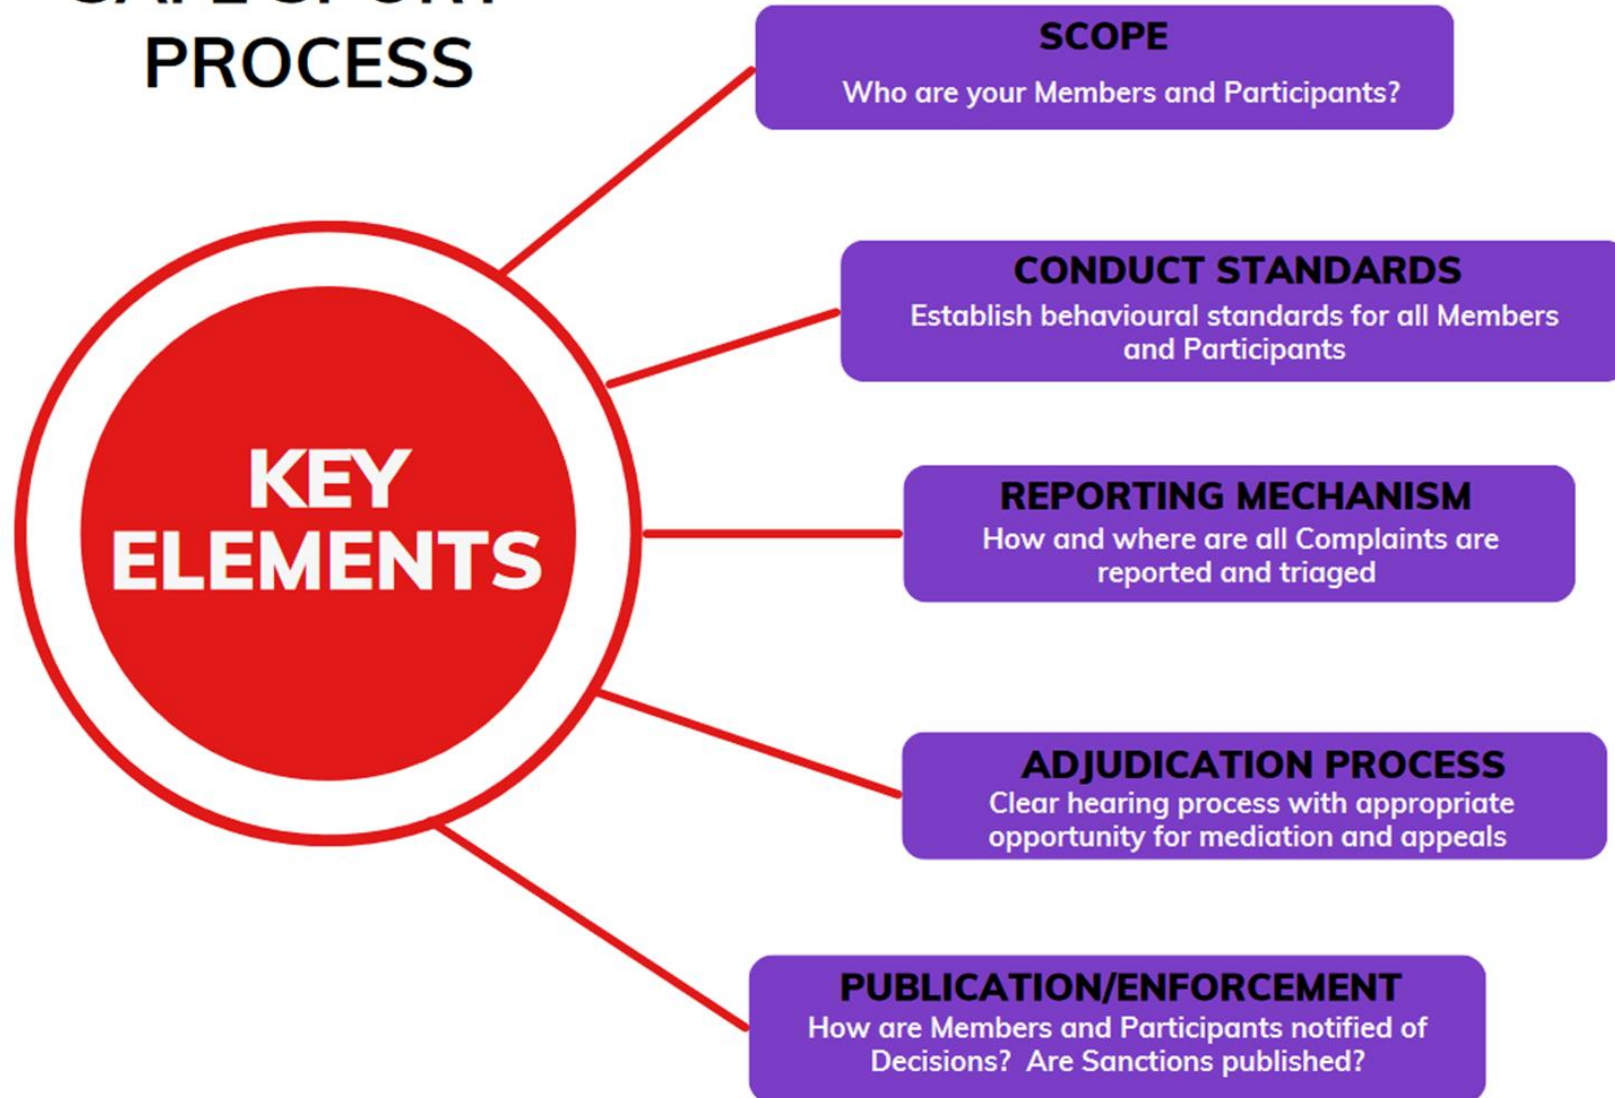 SAFE SPORT
PROCESS
KEY
ELEMENTS
SCOPE
Who are your Members and Participants?
CONDUCT STANDARDS
Establish behavioural standards for all Members
and Participants
REPORTING MECHANISM
How and where are all Complaints are
reported and triaged
ADJUDICATION PROCESS
Clear hearing process with appropriate
opportunity for mediation and appeals
PUBLICATION/ENFORCEMENT
How are Members and Participants notified of
Decisions?  Are Sanctions published?